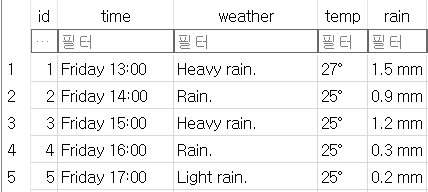 id time weather temp rain
... 필터 필터 필터 필터
1 1 Friday 13:00 Heavy rain. 27° 1.5 mm
2 2 Friday 14:00 Rain. 25° 0.9 mm
3 3 Friday 15:00 Heavy rain. 25° 1.2 mm
4 4 Friday 16:00 Rain. 25° 0.3 mm
5 5 Friday 17:00 Light rain. 25° 0.2 mm